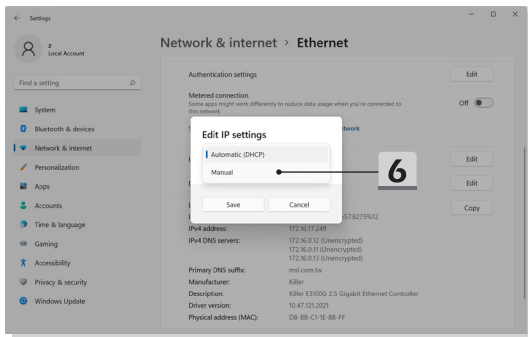 Settings
z
Local Account
Find a setting
System
Bluetooth & devices
Network & internet
Personalization
Apps
Accounts
Time & language
Gaming
Accessibility
Privacy & security
Windows Update
Network & internet > Ethernet
Authentication settings
Edit
Metered connection
Some apps might work differently to reduce data usage when you're connected to
this network
Off
Edit IP settings
Automatic (DHCP)
Manual
6
Save
Cancel
Edit
Edit
Copy
57:8275%12
IPv4 address: 172.16.17.249
IPv4 DNS servers: 172.16.0.12 (Unencrypted)
172.16.0.11 (Unencrypted)
172.16.0.13 (Unencrypted)
Primary DNS suffix: msi.com.tw
Manufacturer: Killer
Description: Killer E3100G 2.5 Gigabit Ethernet Controller
Driver version: 10.47.121.2021
Physical address (MAC): D8-BB-C1-1E-8B-FF